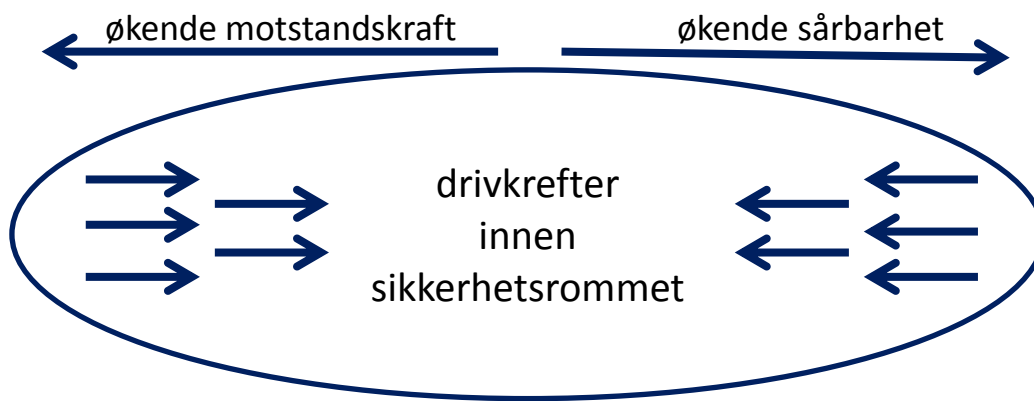 økende motstandskraft
økende sårbarhet
drivkrefter
innen
sikkerhetsrommet